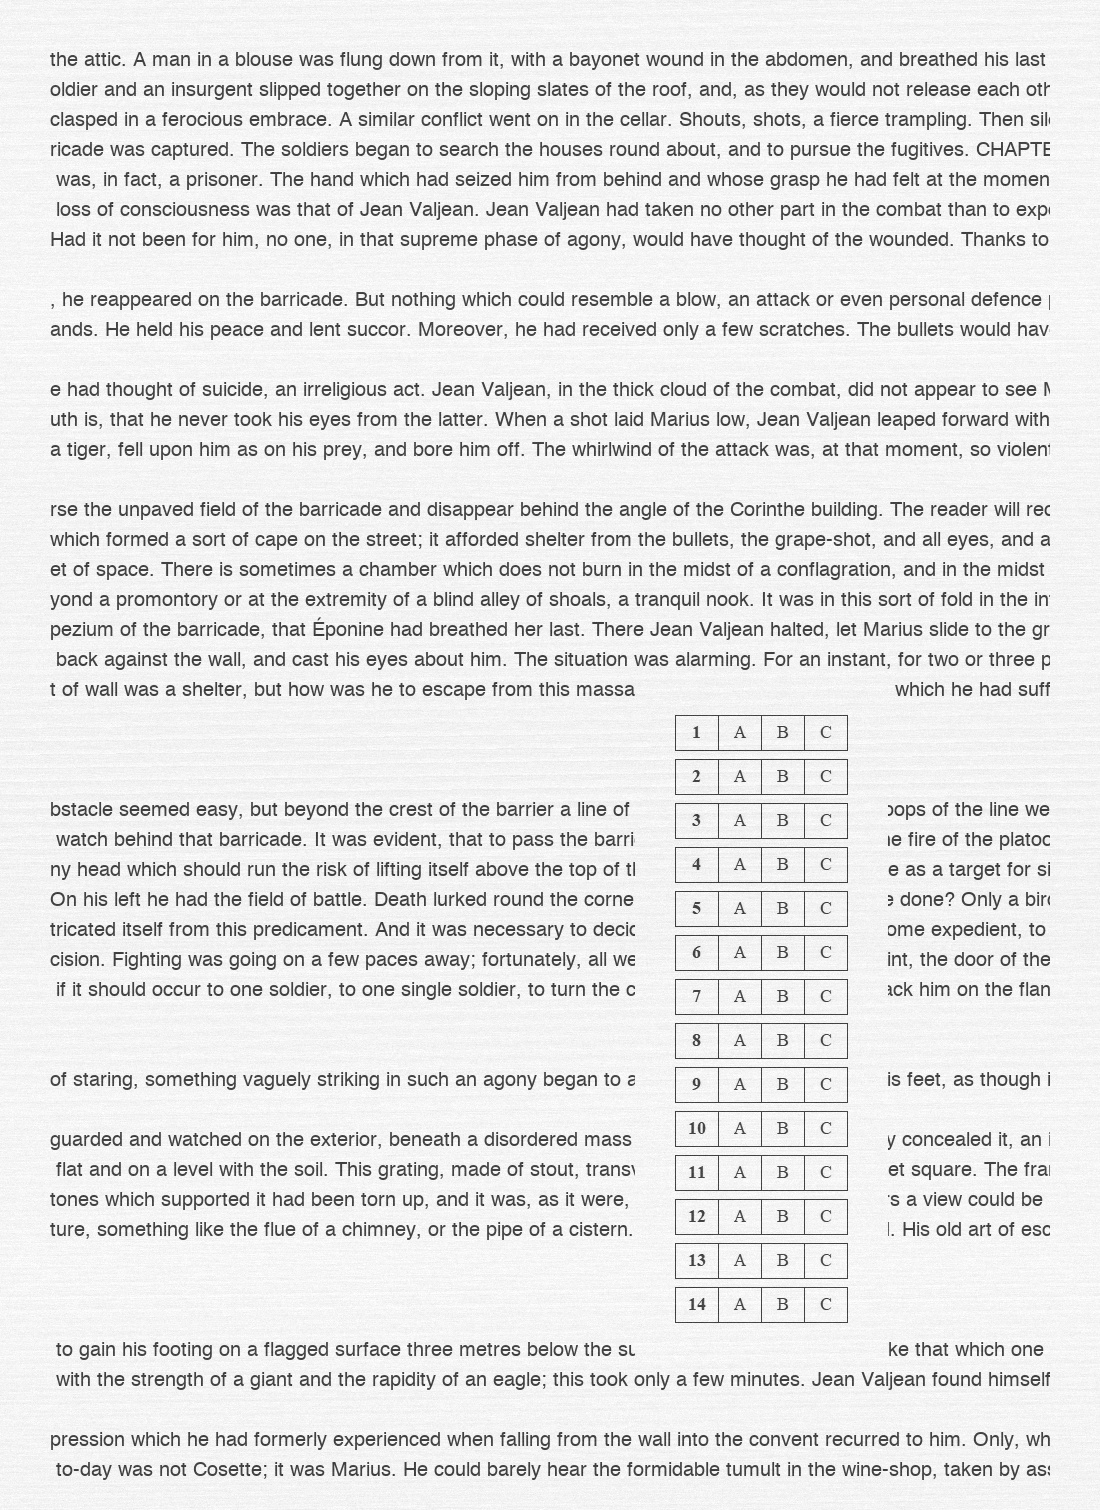 the attic. A man in a blouse was flung down from it, with a bayonet wound in the abdomen, and breathed his last
oldier and an insurgent slipped together on the sloping slates of the roof, and, as they would not release each oth
clasped in a ferocious embrace. A similar conflict went on in the cellar. Shouts, shots, a fierce trampling. Then sil
ricade was captured. The soldiers began to search the houses round about, and to pursue the fugitives. CHAPTE
was, in fact, a prisoner. The hand which had seized him from behind and whose grasp he had felt at the momen
loss of consciousness was that of Jean Valjean. Jean Valjean had taken no other part in the combat than to exp
Had it not been for him, no one, in that supreme phase of agony, would have thought of the wounded. Thanks to
, he reappeared on the barricade. But nothing which could resemble a blow, an attack or even personal defence
ands. He held his peace and lent succor. Moreover, he had received only a few scratches. The bullets would hav
e had thought of suicide, an irreligious act. Jean Valjean, in the thick cloud of the combat, did not appear to see
uth is, that he never took his eyes from the latter. When a shot laid Marius low, Jean Valjean leaped forward with
a tiger, fell upon him as on his prey, and bore him off. The whirlwind of the attack was, at that moment, so violent
rse the unpaved field of the barricade and disappear behind the angle of the Corinthe building. The reader will rec
which formed a sort of cape on the street; it afforded shelter from the bullets, the grape-shot, and all eyes, and a
et of space. There is sometimes a chamber which does not burn in the midst of a conflagration, and in the midst
yond a promontory or at the extremity of a blind alley of shoals, a tranquil nook. It was in this sort of fold in the in
pezium of the barricade, that Éponine had breathed her last. There Jean Valjean halted, let Marius slide to the gr
back against the wall, and cast his eyes about him. The situation was alarming. For an instant, for two or three p
t of wall was a shelter, but how was he to escape from this massa which he had suff
1 A B C
2 A B C
bstacle seemed easy, but beyond the crest of the barrier a line of oops of the line we
3 A B C
watch behind that barricade. It was evident, that to pass the barri e fire of the platoo
4 A B C
ny head which should run the risk of lifting itself above the top of t e as a target for si
On his left he had the field of battle. Death lurked round the corne done? Only a bir
5 A B C
tricated itself from this predicament. And it was necessary to decid ome expedient, to
6 A B C
cision. Fighting was going on a few paces away; fortunately, all we int, the door of the
if it should occur to one soldier, to one single soldier, to turn the c ack him on the flan
7 A B C
8 A B C
of staring, something vaguely striking in such an agony began to a is feet, as though i
9 A B C
10 A B C
guarded and watched on the exterior, beneath a disordered mass y concealed it, an i
flat and on a level with the soil. This grating, made of stout, transv et square. The fra
11 A B C
tones which supported it had been torn up, and it was, as it were, rs a view could be
12 A B C
ture, something like the flue of a chimney, or the pipe of a cistern. . His old art of esc
13 A B C
14 A B C
to gain his footing on a flagged surface three metres below the su ke that which one
with the strength of a giant and the rapidity of an eagle; this took only a few minutes. Jean Valjean found himself
pression which he had formerly experienced when falling from the wall into the convent recurred to him. Only, wh
to-day was not Cosette; it was Marius. He could barely hear the formidable tumult in the wine-shop, taken by ass